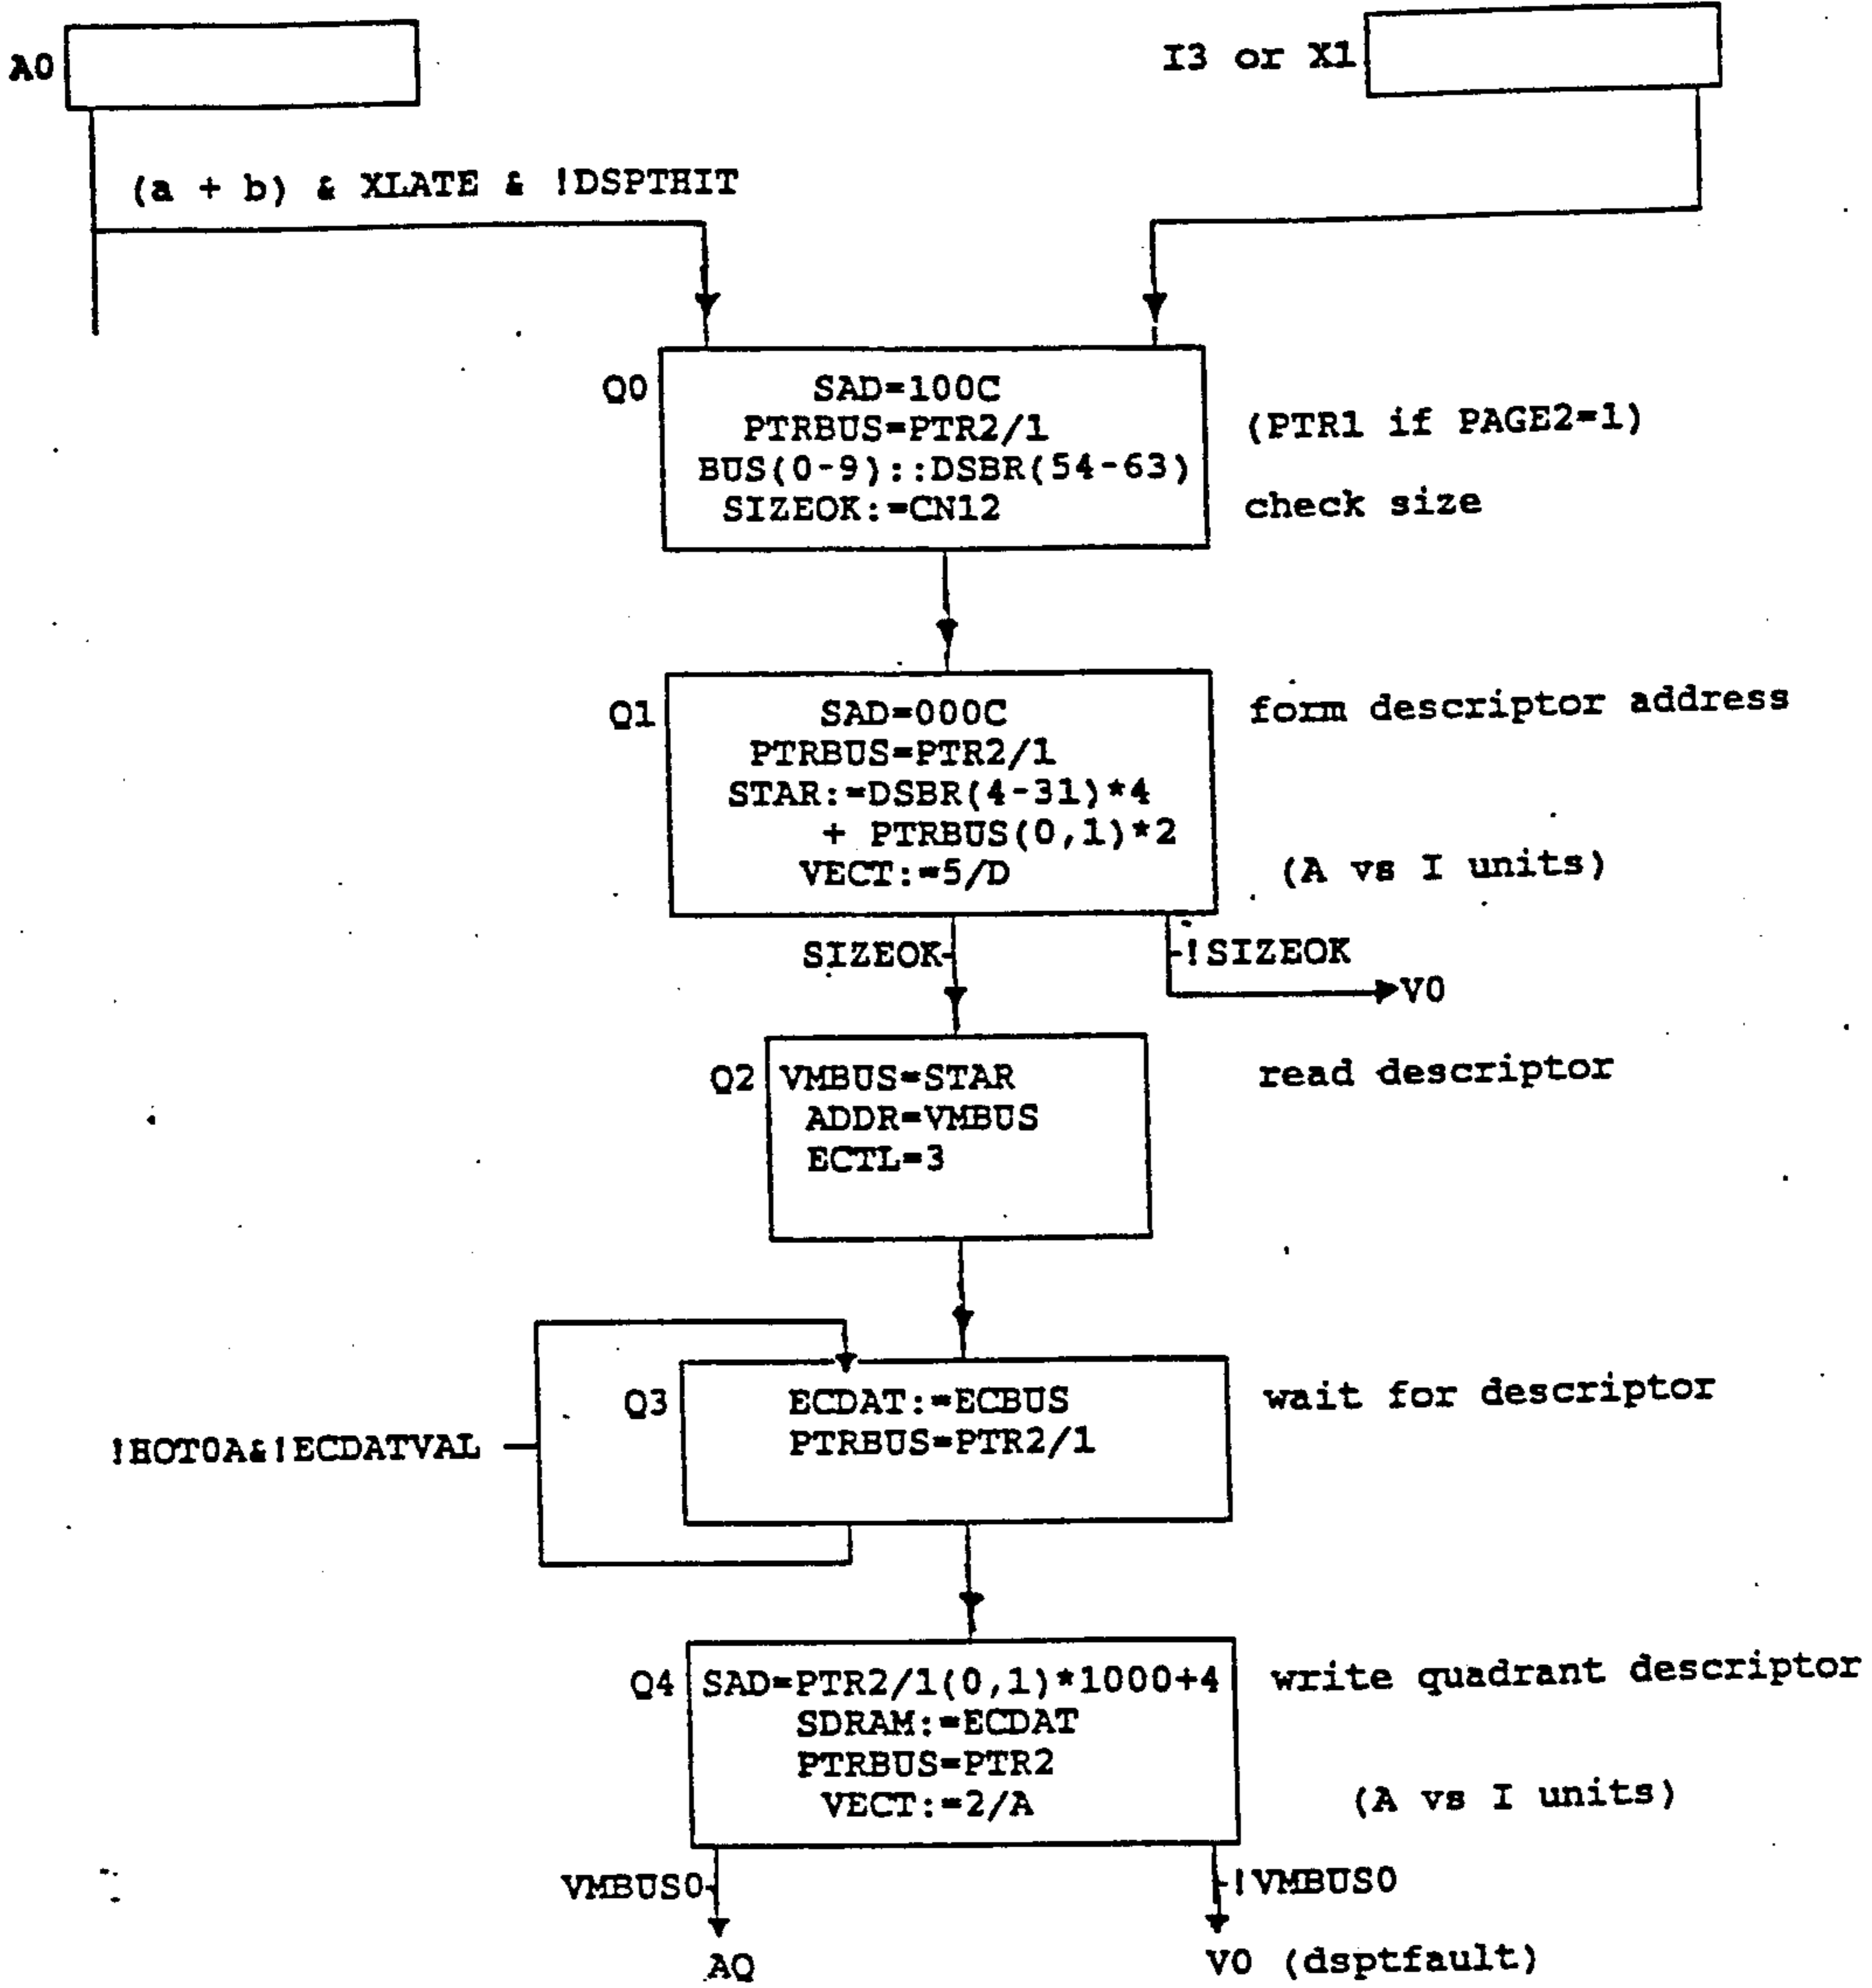 A0
I3 or X1
(a + b) & XLATE & !DSPTHIT
Q0
SAD=100C
PTRBUS=PTR2/1
(PTR1 if PAGE2=1)
BUS(0-9)::DSBR(54-63)
SIZEOK:=CN12
check size
Q1
SAD=000C
form descriptor address
PTRBUS=PTR2/1
STAR:=DSBR(4-31)*4
+ PTRBUS(0,1)*2
VECT:=5/D
(A vs I units)
SIZEOK
!SIZEOK
V0
Q2
VMBUS=STAR
read descriptor
ADDR=VMBUS
ECTL=3
Q3
ECDAT:=ECBUS
wait for descriptor
PTRBUS=PTR2/1
!HOT0A&!ECDATVAL
Q4
SAD=PTR2/1(0,1)*1000+4
write quadrant descriptor
SDRAM:=ECDAT
PTRBUS=PTR2
VECT:=2/A
(A vs I units)
VMBUS0
!VMBUS0
AQ
V0 (dsptfault)